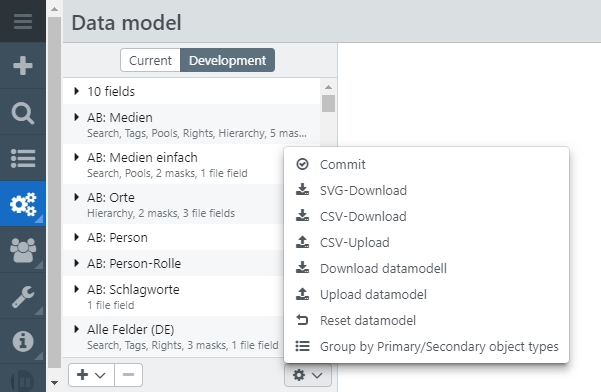 Data model
Current
Development
10 fields
AB: Medien
Search, Tags, Pools, Rights, Hierarchy, 5 mas...
AB: Medien einfach
Search, Pools, 2 masks, 1 file field
AB: Orte
Hierarchy, 2 masks, 3 file fields
AB: Person
AB: Person-Rolle
AB: Schlagworte
1 file field
Alle Felder (DE)
Search, Tags, Rights, 3 masks, 1 file field
Commit
SVG-Download
CSV-Download
CSV-Upload
Download datamodell
Upload datamodel
Reset datamodel
Group by Primary/Secondary object types